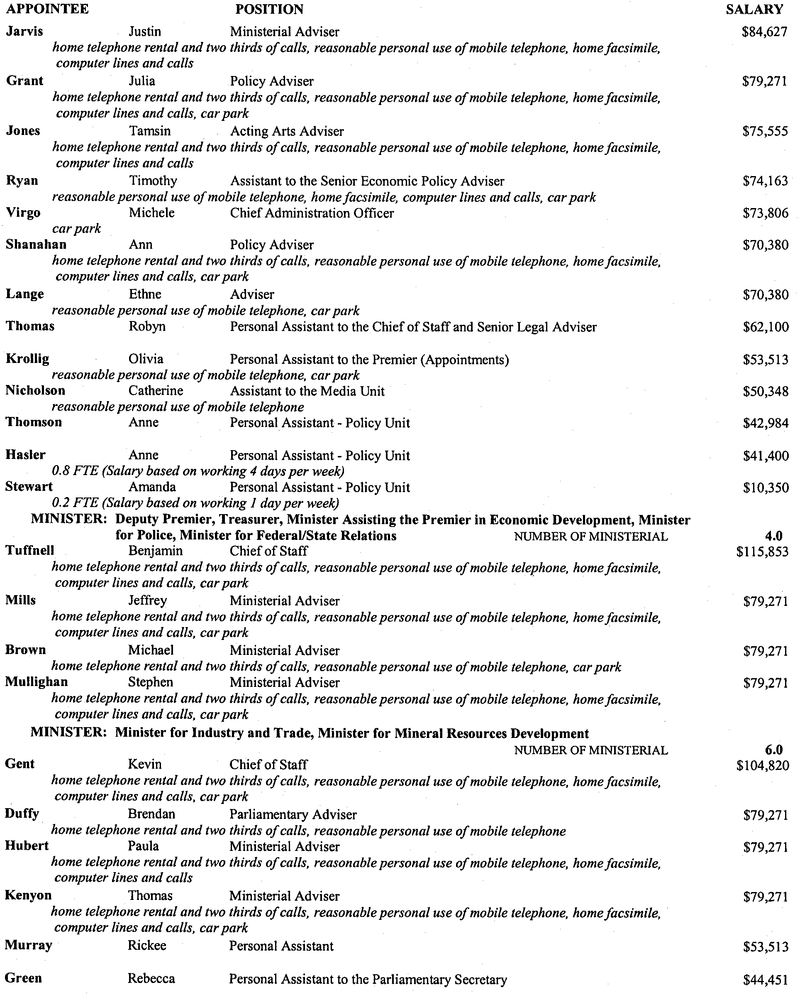 APPOINTEE POSITION SALARY
Jarvis Justin Ministerial Adviser $84,627
home telephone rental and two thirds of calls, reasonable personal use of mobile telephone, home facsimile,
computer lines and calls
Grant Julia Policy Adviser $79,271
home telephone rental and two thirds of calls, reasonable personal use of mobile telephone, home facsimile,
computer lines and calls, car park
Jones Tamsin Acting Arts Adviser $75,555
home telephone rental and two thirds of calls, reasonable personal use of mobile telephone, home facsimile,
computer lines and calls
Ryan Timothy Assistant to the Senior Economic Policy Adviser $74,163
reasonable personal use of mobile telephone, home facsimile, computer lines and calls, car park
Virgo Michele Chief Administration Officer $73,806
car park
Shanahan Ann Policy Adviser $70,380
home telephone rental and two thirds of calls, reasonable personal use of mobile telephone, home facsimile,
computer lines and calls, car park
Lange Ethne Adviser $70,380
reasonable personal use of mobile telephone, car park
Thomas Robyn Personal Assistant to the Chief of Staff and Senior Legal Adviser $62,100
Krollig Olivia Personal Assistant to the Premier (Appointments) $53,513
reasonable personal use of mobile telephone, car park
Nicholson Catherine Assistant to the Media Unit $50,348
reasonable personal use of mobile telephone
Thomson Anne Personal Assistant - Policy Unit $42,984
Hasler Anne Personal Assistant - Policy Unit $41,400
0.8 FTE (Salary based on working 4 days per week)
Stewart Amanda Personal Assistant - Policy Unit $10,350
0.2 FTE (Salary based on working 1 day per week)
MINISTER: Deputy Premier, Treasurer, Minister Assisting the Premier in Economic Development, Minister
for Police, Minister for Federal/State Relations NUMBER OF MINISTERIAL 4.0
Tuffnell Benjamin Chief of Staff $115,853
home telephone rental and two thirds of calls, reasonable personal use of mobile telephone, home facsimile,
computer lines and calls, car park
Mills Jeffrey Ministerial Adviser $79,271
home telephone rental and two thirds of calls, reasonable personal use of mobile telephone, home facsimile,
computer lines and calls, car park
Brown Michael Ministerial Adviser $79,271
home telephone rental and two thirds of calls, reasonable personal use of mobile telephone, car park
Mullighan Stephen Ministerial Adviser $79,271
home telephone rental and two thirds of calls, reasonable personal use of mobile telephone, home facsimile,
computer lines and calls, car park
MINISTER: Minister for Industry and Trade, Minister for Mineral Resources Development
NUMBER OF MINISTERIAL 6.0
Gent Kevin Chief of Staff $104,820
home telephone rental and two thirds of calls, reasonable personal use of mobile telephone, home facsimile,
computer lines and calls, car park
Duffy Brendan Parliamentary Adviser $79,271
home telephone rental and two thirds of calls, reasonable personal use of mobile telephone
Hubert Paula Ministerial Adviser $79,271
home telephone rental and two thirds of calls, reasonable personal use of mobile telephone, home facsimile,
computer lines and calls
Kenyon Thomas Ministerial Adviser $79,271
home telephone rental and two thirds of calls, reasonable personal use of mobile telephone, home facsimile,
computer lines and calls, car park
Murray Rickee Personal Assistant $53,513
Green Rebecca Personal Assistant to the Parliamentary Secretary $44,451